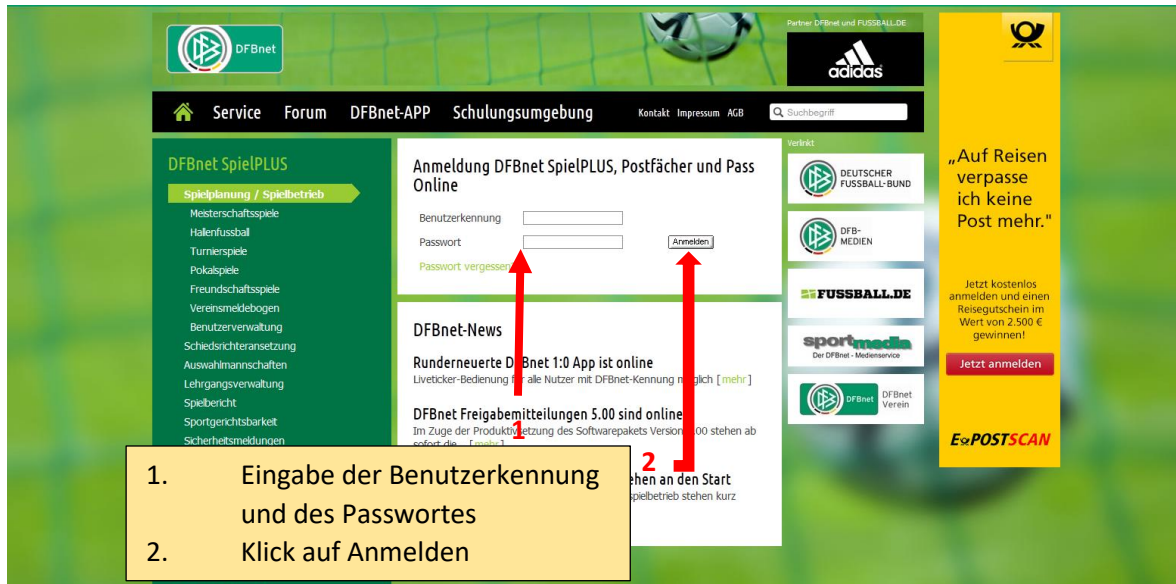 DFBnet
Partner DFBnet und FUSSBALL.DE
adidas
Service Forum DFBnet-APP Schulungsumgebung Kontakt Impressum AGB Suchbegriff
DFBnet SpielPLUS
Spielplanung / Spielbetrieb
Meisterschaftsspiele
Hallenfussball
Turnierspiele
Pokalspiele
Freundschaftsspiele
Vereinsmeldebogen
Benutzerverwaltung
Schiedsrichteransetzung
Auswahlmannschaften
Lehrgangsverwaltung
Spielbericht
Sportgerichtsbarkeit
Sicherheitsmeldungen
Anmeldung DFBnet SpielPLUS, Postfächer und Pass
Online
Benutzerkennung
Passwort Anmelden
Passwort vergessen
DFBnet-News
Runderneuerte DFBnet 1:0 App ist online
Liveticker-Bedienung für alle Nutzer mit DFBnet-Kennung möglich [ mehr ]
DFBnet Freigabemitteilungen 5.00 sind online
Im Zuge der Produktivsetzung des Softwarepakets Version 5.00 stehen ab
sofort die... [ mehr ]
ehen an den Start
pielbetrieb stehen kurz
1
2
1. Eingabe der Benutzerkennung
und des Passwortes
2. Klick auf Anmelden
Verlinkt
DEUTSCHER
FUSSBALL-BUND
DFB-
MEDIEN
FUSSBALL.DE
sportmedia
Der DFBnet - Medienservice
DFBnet
DFBnet
Verein
„Auf Reisen
verpasse
ich keine
Post mehr."
Jetzt kostenlos
anmelden und einen
Reisegutschein im
Wert von 2.500 €
gewinnen!
Jetzt anmelden
E POSTSCAN